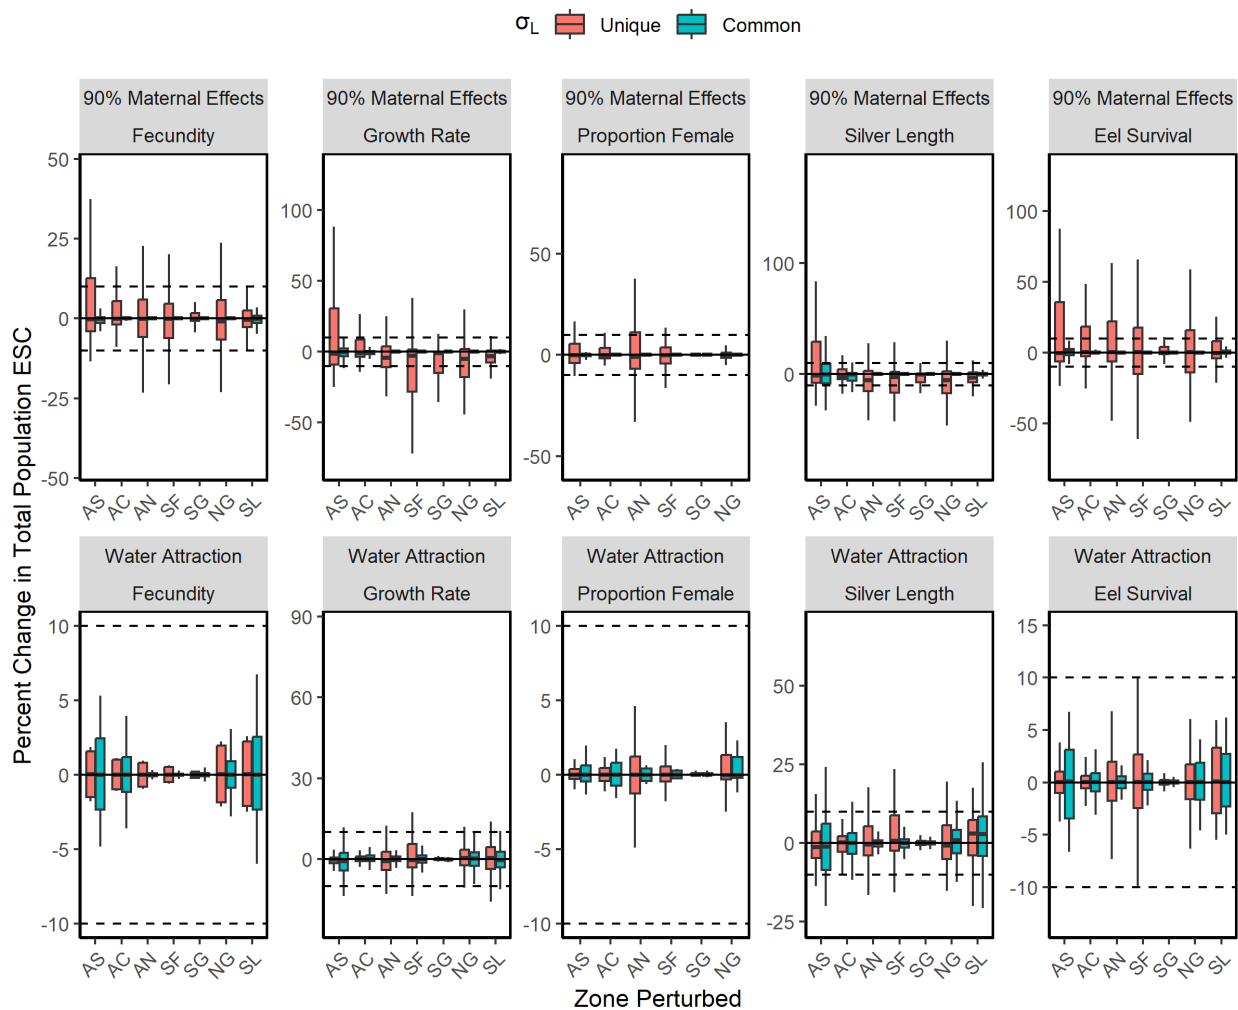 σL Unique Common
90% Maternal Effects 90% Maternal Effects 90% Maternal Effects 90% Maternal Effects 90% Maternal Effects
Fecundity Growth Rate Proportion Female Silver Length Eel Survival
50
25
0
-25
-50
100
50
0
-50
50
0
-50
100
0
100
50
0
-50
AS AC AN SF SG NG SL
AS AC AN SF SG NG SL
AS AC AN SF SG NG
AS AC AN SF SG NG SL
AS AC AN SF SG NG SL
Percent Change in Total Population ESC
Water Attraction Water Attraction Water Attraction Water Attraction Water Attraction
Fecundity Growth Rate Proportion Female Silver Length Eel Survival
10
5
0
-5
-10
90
60
30
0
10
5
0
-5
-10
50
25
0
-25
15
10
5
0
-5
-10
AS AC AN SF SG NG SL
AS AC AN SF SG NG SL
AS AC AN SF SG NG
AS AC AN SF SG NG SL
AS AC AN SF SG NG SL
Zone Perturbed